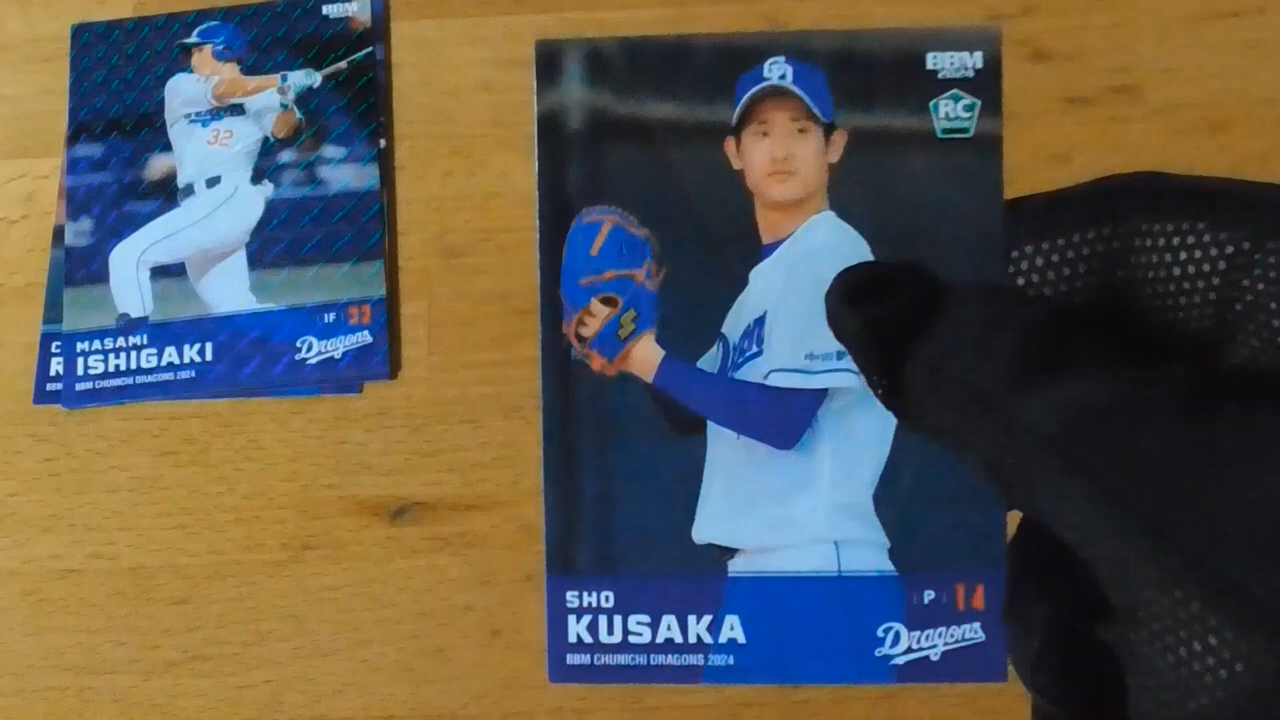 BBM
32
IF 32
MASAMI
ISHIGAKI
Dragons
BBM CHUNICHI DRAGONS 2024
C
R
BBM
BBM
2024
RC
SHO
KUSAKA
P 14
Dragons
BBM CHUNICHI DRAGONS 2024